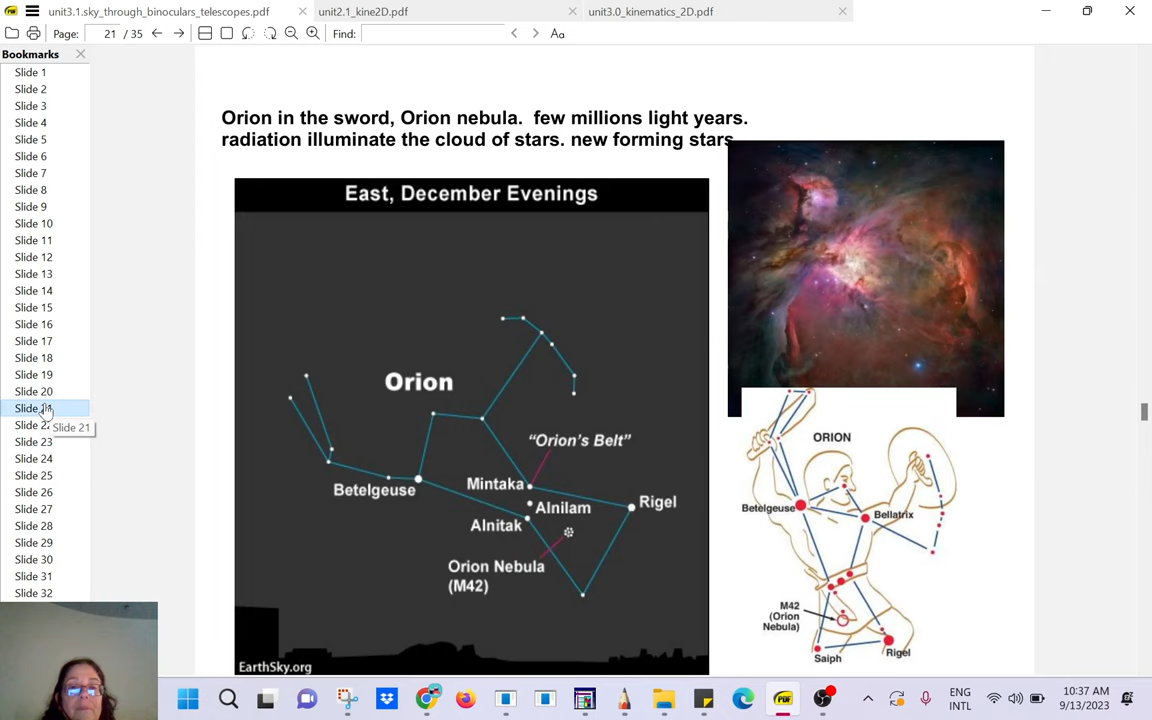 unit3.1.sky_through_binoculars_telescopes.pdf
unit2.1_kine2D.pdf
unit3.0_kinematics_2D.pdf
Page: 21 / 35
Find:
Aa
Bookmarks
Slide 1
Slide 2
Slide 3
Slide 4
Slide 5
Slide 6
Slide 7
Slide 8
Slide 9
Slide 10
Slide 11
Slide 12
Slide 13
Slide 14
Slide 15
Slide 16
Slide 17
Slide 18
Slide 19
Slide 20
Slide 21
Slide 21
Slide 23
Slide 24
Slide 25
Slide 26
Slide 27
Slide 28
Slide 29
Slide 30
Slide 31
Slide 32
Orion in the sword, Orion nebula. few millions light years.
radiation illuminate the cloud of stars. new forming stars
East, December Evenings
Orion
"Orion's Belt"
Betelgeuse
Mintaka
Alnilam
Rigel
Alnitak
Orion Nebula
(M42)
EarthSky.org
ORION
Betelgeuse
Bellatrix
M42
(Orion
Nebula)
Saiph
Rigel
ENG
INTL
10:37 AM
9/13/2023